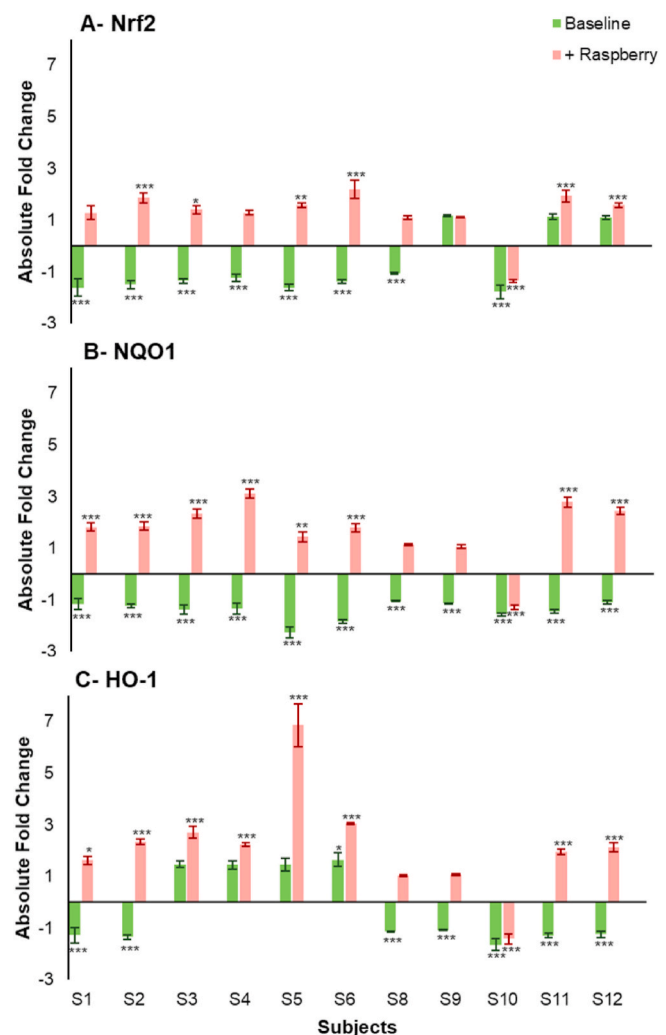 A- Nrf2
Baseline
+ Raspberry
Absolute Fold Change
7
5
3
1
-1
-3
*** * ** *** *** ***
*** *** *** *** *** *** *** ***
B- NQO1
Absolute Fold Change
7
5
3
1
-1
-3
*** *** *** *** ** *** *** ***
*** *** *** *** *** *** *** *** *** *** *** ***
C- HO-1
Absolute Fold Change
7
5
3
1
-1
-3
* *** *** *** *** * *** *** ***
*** *** *** *** *** *** *** ***
S1 S2 S3 S4 S5 S6 S8 S9 S10 S11 S12
Subjects